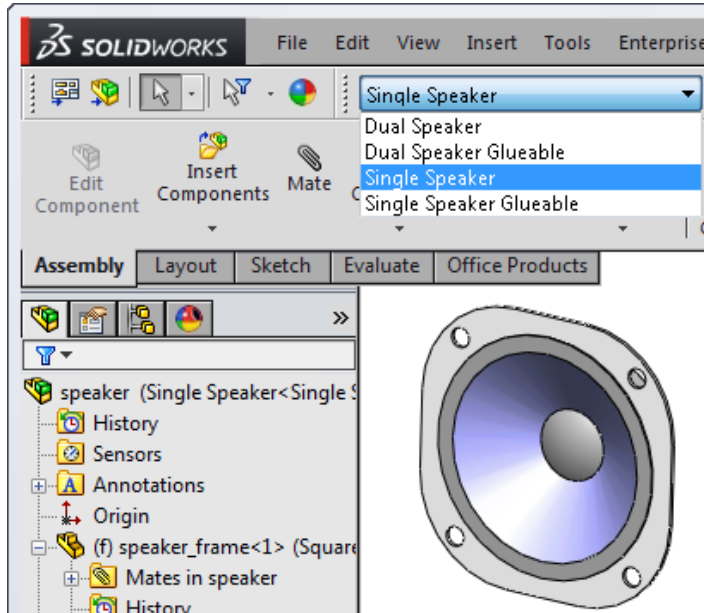 SOLIDWORKS File Edit View Insert Tools Enterprise
Single Speaker
Dual Speaker
Dual Speaker Glueable
Single Speaker
Single Speaker Glueable
Edit Component
Insert Components
Mate
Assembly Layout Sketch Evaluate Office Products
speaker (Single Speaker<Single S
History
Sensors
Annotations
Origin
(f) speaker_frame<1> (Square
Mates in speaker
History